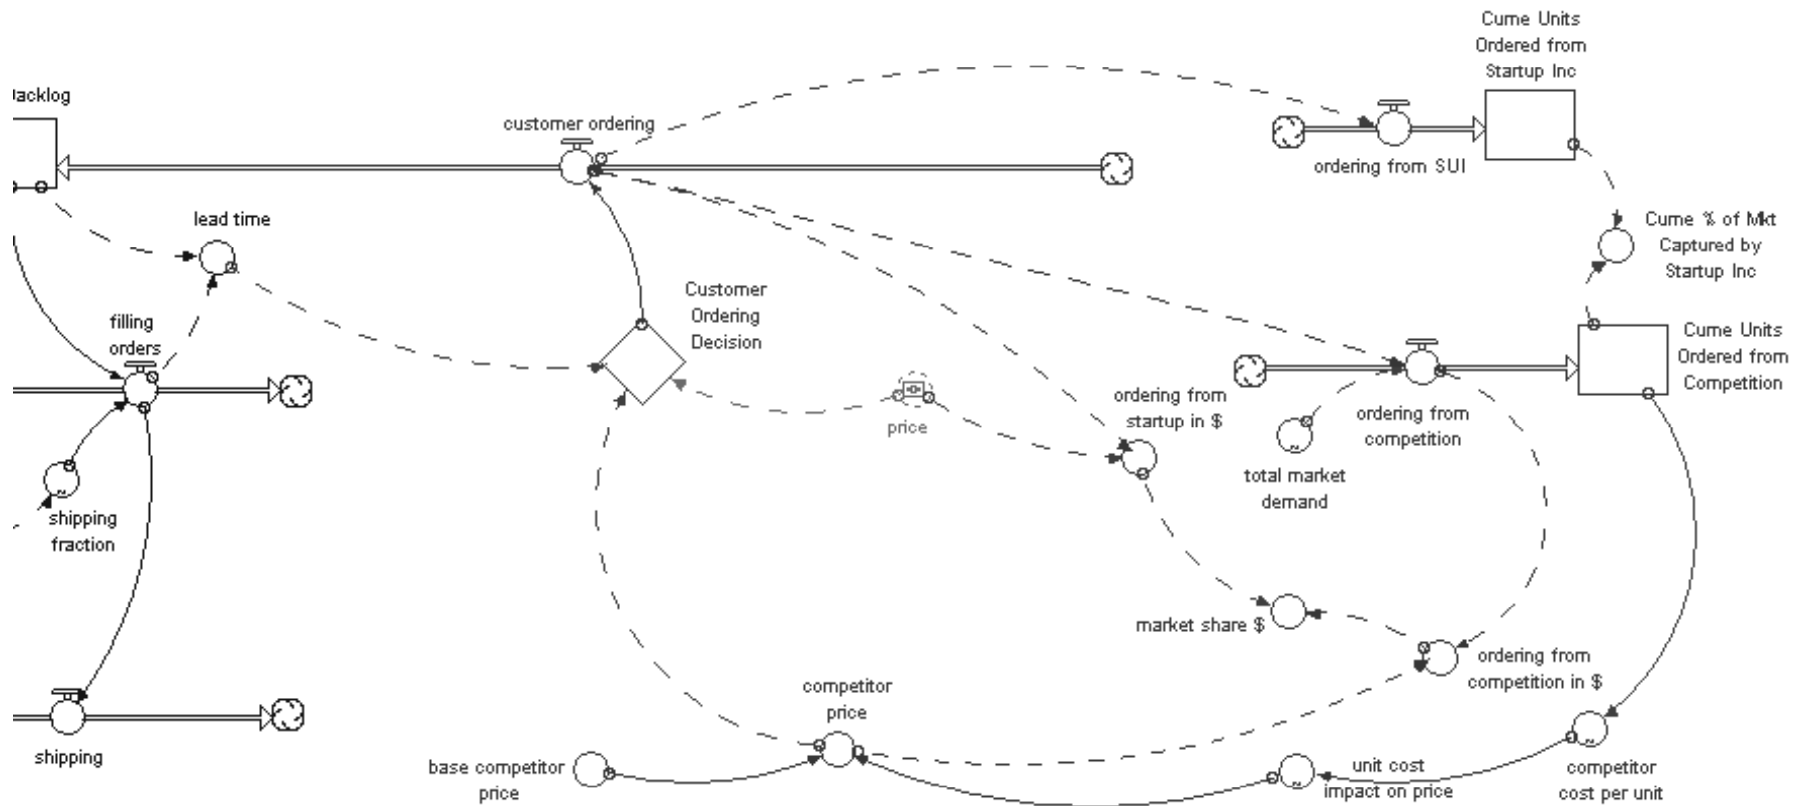 Cume Units
Ordered from
Startup Inc
Backlog
customer ordering
ordering from SUI
lead time
Cume % of Mkt
Captured by
Startup Inc
Customer
Ordering
Decision
filling
orders
Cume Units
Ordered from
Competition
ordering from
startup in $
price
ordering from
competition
total market
demand
shipping
fraction
market share $
ordering from
competition in $
competitor
price
shipping
base competitor
price
unit cost
impact on price
competitor
cost per unit